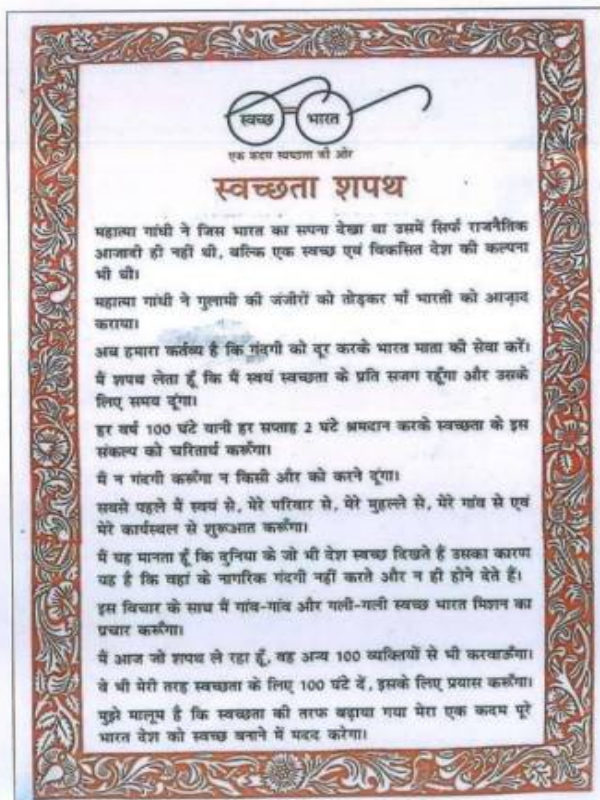 स्वच्छ भारत
एक कदम स्वच्छता की ओर
स्वच्छता शपथ
महात्मा गांधी ने जिस भारत का सपना देखा था उसमें सिर्फ राजनैतिक
आजादी ही नहीं थी, बल्कि एक स्वच्छ एवं विकसित देश की कल्पना
भी थी।
महात्मा गांधी ने गुलामी की जंजीरों को तोड़कर माँ भारती को आज़ाद
कराया।
अब हमारा कर्तव्य है कि गंदगी को दूर करके भारत माता की सेवा करें।
मैं शपथ लेता हूँ कि मैं स्वयं स्वच्छता के प्रति सजग रहूँगा और उसके
लिए समय दूंगा।
हर वर्ष 100 घंटे यानी हर सप्ताह 2 घंटे श्रमदान करके स्वच्छता के इस
संकल्प को चरितार्थ करूँगा।
मैं न गंदगी करूँगा न किसी और को करने दूंगा।
सबसे पहले मैं स्वयं से, मेरे परिवार से, मेरे मुहल्ले से, मेरे गांव से एवं
मेरे कार्यस्थल से शुरूआत करूँगा।
मैं यह मानता हूँ कि दुनिया के जो भी देश स्वच्छ दिखते हैं उसका कारण
यह है कि वहां के नागरिक गंदगी नहीं करते और न ही होने देते हैं।
इस विचार के साथ मैं गांव-गांव और गली-गली स्वच्छ भारत मिशन का
प्रचार करूँगा।
मैं आज जो शपथ ले रहा हूँ, वह अन्य 100 व्यक्तियों से भी करवाऊँगा।
वे भी मेरी तरह स्वच्छता के लिए 100 घंटे दें, इसके लिए प्रयास करूँगा।
मुझे मालूम है कि स्वच्छता की तरफ बढ़ाया गया मेरा एक कदम पूरे
भारत देश को स्वच्छ बनाने में मदद करेगा।